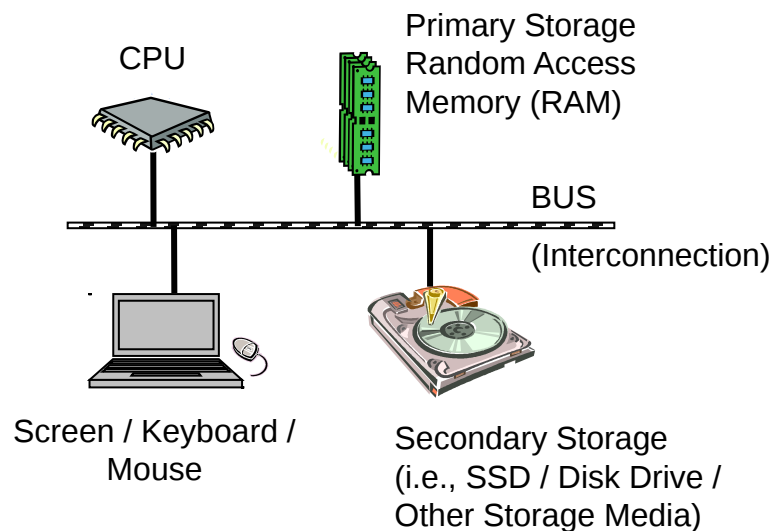 CPU
Primary Storage
Random Access
Memory (RAM)
BUS
(Interconnection)
Screen / Keyboard /
Mouse
Secondary Storage
(i.e., SSD / Disk Drive /
Other Storage Media)